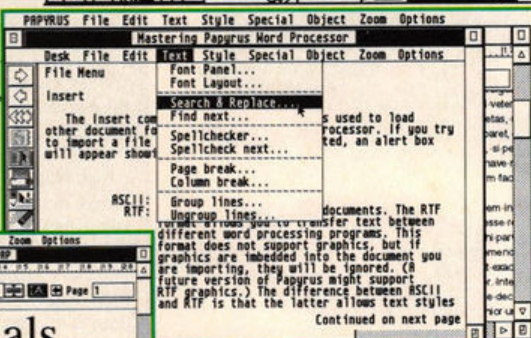 PAPYRUS File Edit Text Style Special Object Zoom Options
Mastering Papyrus Word Processor
Desk File Edit Text Style Special Object Zoom Options
File Menu
Insert
The Insert com
s used to load
other document fo
rocessor. If you try
to import a file
ted, an alert box
will appear showi
Font Panel...
Font Layout...
Search & Replace...
Find next...
Spellchecker...
Spellcheck next...
Page break...
Column break...
Group lines...
Ungroup lines...
ASCII:
RTF:
documents. The RTF
format allows you to transfer text between
different word processing programs. This
format does not support graphics, but if
graphics are imbedded into the document you
are importing, they will be ignored. (A
future version of Papyrus might support
RTF graphics.) The difference between ASCII
and RTF is that the latter allows text styles
Continued on next page
Zoom Options
Page 1
als